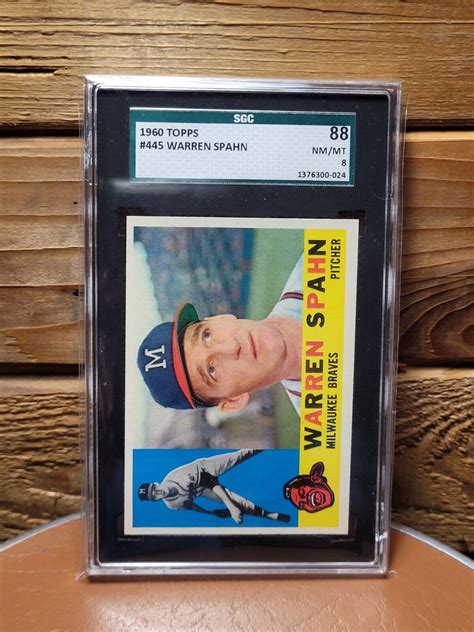 SGC
1960 TOPPS
#445 WARREN SPAHN
88
NM/MT
8
1376300-024
WARREN SPAHN
PITCHER
MILWAUKEE BRAVES
M
M